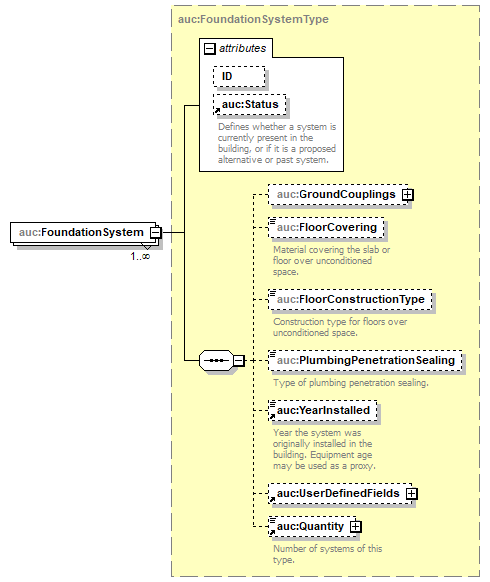 auc:FoundationSystemType
attributes
ID
auc:Status
Defines whether a system is
currently present in the
building, or if it is a proposed
alternative or past system.
auc:GroundCouplings
auc:FoundationSystem
1..∞
auc:FloorCovering
Material covering the slab or
floor over unconditioned
space.
auc:FloorConstructionType
Construction type for floors over
unconditioned space.
auc:PlumbingPenetrationSealing
Type of plumbing penetration sealing.
auc:YearInstalled
Year the system was
originally installed in the
building. Equipment age
may be used as a proxy.
auc:UserDefinedFields
auc:Quantity
Number of systems of this
type.